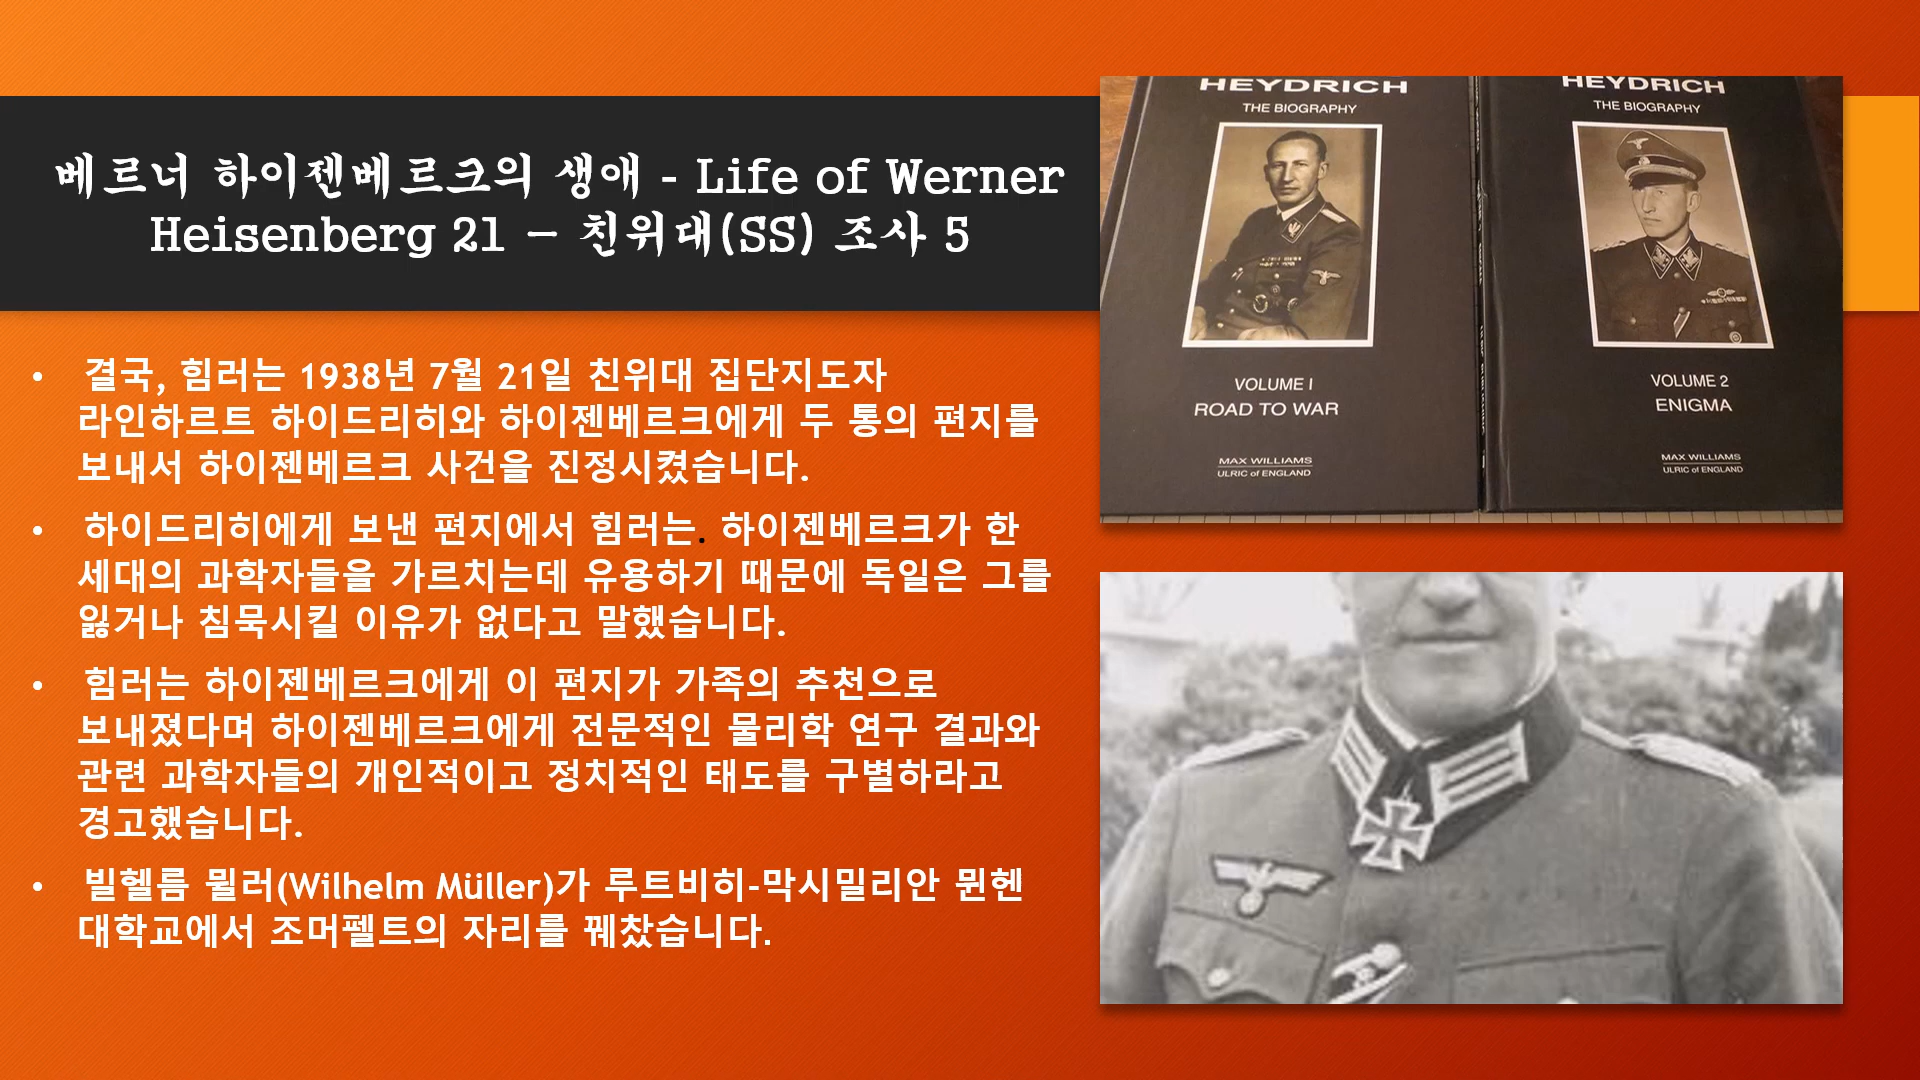 베르너 하이젠베르크의 생애 - Life of Werner
Heisenberg 21 – 친위대(SS) 조사 5
• 결국, 힘러는 1938년 7월 21일 친위대 집단지도자
라인하르트 하이드리히와 하이젠베르크에게 두 통의 편지를
보내서 하이젠베르크 사건을 진정시켰습니다.
• 하이드리히에게 보낸 편지에서 힘러는. 하이젠베르크가 한
세대의 과학자들을 가르치는데 유용하기 때문에 독일은 그를
잃거나 침묵시킬 이유가 없다고 말했습니다.
• 힘러는 하이젠베르크에게 이 편지가 가족의 추천으로
보내졌다며 하이젠베르크에게 전문적인 물리학 연구 결과와
관련 과학자들의 개인적이고 정치적인 태도를 구별하라고
경고했습니다.
• 빌헬름 뮐러(Wilhelm Müller)가 루트비히-막시밀리안 뮌헨
대학교에서 조머펠트의 자리를 꿰찼습니다.
HEYDRICH
THE BIOGRAPHY
VOLUME I
ROAD TO WAR
MAX WILLIAMS
ULRIC of ENGLAND
HEYDRICH
THE BIOGRAPHY
VOLUME 2
ENIGMA
MAX WILLIAMS
ULRIC of ENGLAND